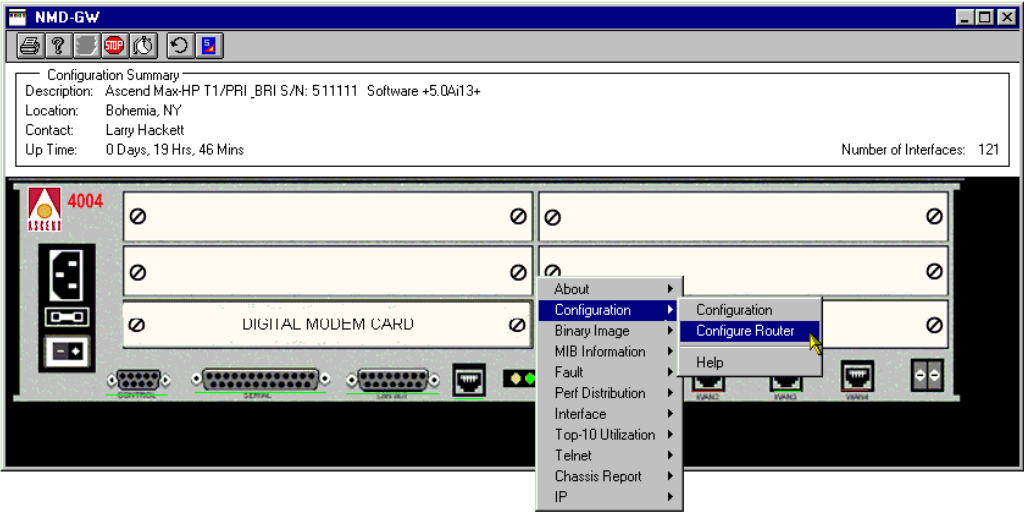 NMD-GW
STOP
Configuration Summary
Description: Ascend Max-HP T1/PRI_BRI S/N: 511111 Software +5.0Ai13+
Location: Bohemia, NY
Contact: Larry Hackett
Up Time: 0 Days, 19 Hrs, 46 Mins Number of Interfaces: 121
4004
ASCEND
About
Configuration
Configuration
Binary Image
Configure Router
MIB Information
Help
DIGITAL MODEM CARD
Fault
Perf Distribution
CONTROL SERIAL LAN AUI WAN2 WAN3 WAN4
Interface
Top-10 Utilization
Telnet
Chassis Report
IP